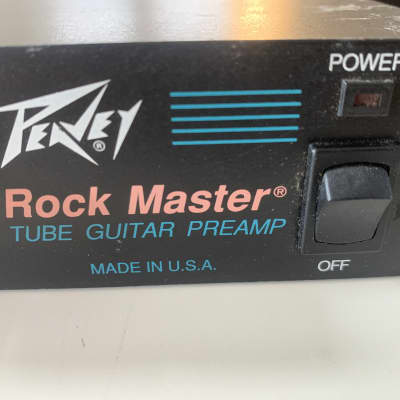 PEAVEY®
POWER
Rock Master®
TUBE GUITAR PREAMP
MADE IN U.S.A.
OFF